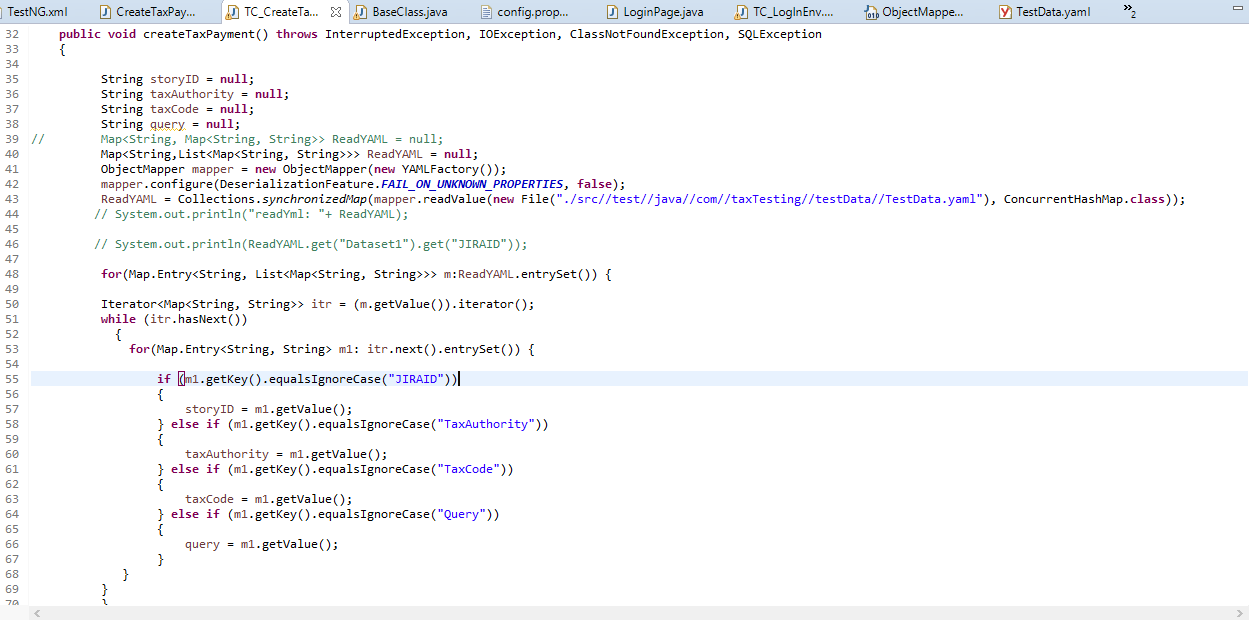 TestNG.xml CreateTaxPay... TC_CreateTa... BaseClass.java config.prop... LoginPage.java TC_LogInEnv.... ObjectMappe... TestData.yaml »2
32 public void createTaxPayment() throws InterruptedException, IOException, ClassNotFoundException, SQLException
33 {
34
35 String storyID = null;
36 String taxAuthority = null;
37 String taxCode = null;
38 String query = null;
39 // Map<String, Map<String, String>> ReadYAML = null;
40 Map<String,List<Map<String, String>>> ReadYAML = null;
41 ObjectMapper mapper = new ObjectMapper(new YAMLFactory());
42 mapper.configure(DeserializationFeature.FAIL_ON_UNKNOWN_PROPERTIES, false);
43 ReadYAML = Collections.synchronizedMap(mapper.readValue(new File("./src//test//java//com//taxTesting//testData//TestData.yaml"), ConcurrentHashMap.class));
44 // System.out.println("readYml: "+ ReadYAML);
45
46 // System.out.println(ReadYAML.get("Dataset1").get("JIRAID"));
47
48 for(Map.Entry<String, List<Map<String, String>>> m:ReadYAML.entrySet()) {
49
50 Iterator<Map<String, String>> itr = (m.getValue()).iterator();
51 while (itr.hasNext())
52 {
53 for(Map.Entry<String, String> m1: itr.next().entrySet()) {
54
55 if (m1.getKey().equalsIgnoreCase("JIRAID"))
56 {
57 storyID = m1.getValue();
58 } else if (m1.getKey().equalsIgnoreCase("TaxAuthority"))
59 {
60 taxAuthority = m1.getValue();
61 } else if (m1.getKey().equalsIgnoreCase("TaxCode"))
62 {
63 taxCode = m1.getValue();
64 } else if (m1.getKey().equalsIgnoreCase("Query"))
65 {
66 query = m1.getValue();
67 }
68 }
69 }
70 }